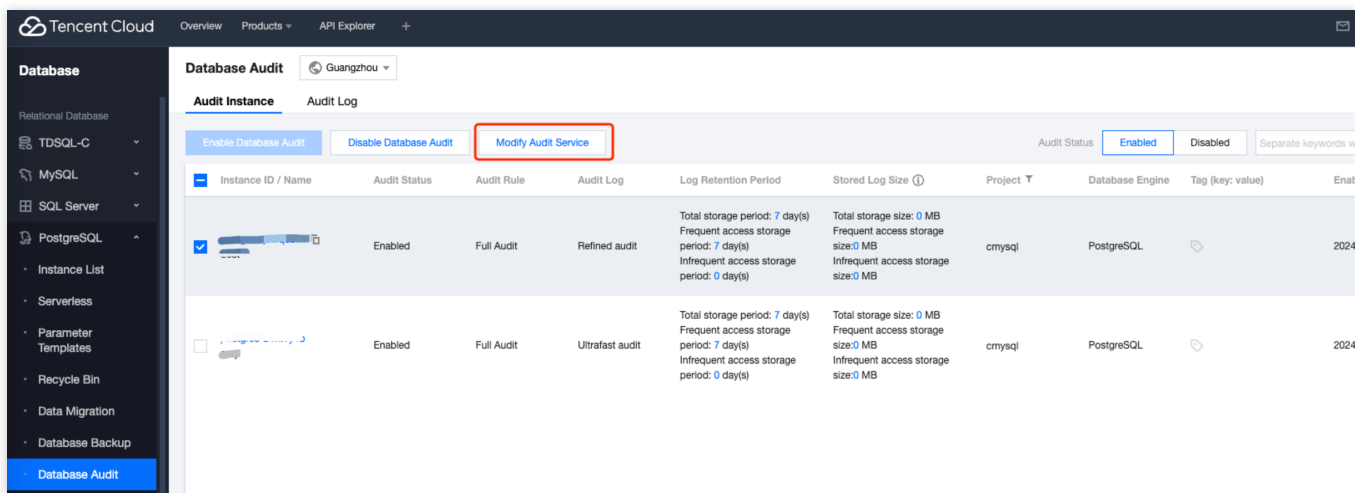 Tencent Cloud Overview Products API Explorer +
Database
Database Audit Guangzhou
Audit Instance Audit Log
Relational Database
TDSQL-C
MySQL
SQL Server
PostgreSQL
Instance List
Serverless
Parameter
Templates
Recycle Bin
Data Migration
Database Backup
Database Audit
Enable Database Audit Disable Database Audit Modify Audit Service Audit Status Enabled Disabled Separate keywords w
Instance ID / Name Audit Status Audit Rule Audit Log Log Retention Period Stored Log Size Project Database Engine Tag (key: value) Enab
Total storage period: 7 day(s) Total storage size: 0 MB
Frequent access storage Frequent access storage
Enabled Full Audit Refined audit period: 7 day(s) size:0 MB cmysql PostgreSQL 2024
Infrequent access storage Infrequent access storage
period: 0 day(s) size:0 MB
Total storage period: 7 day(s) Total storage size: 0 MB
Frequent access storage Frequent access storage
Enabled Full Audit Ultrafast audit period: 7 day(s) size:0 MB cmysql PostgreSQL 2024
Infrequent access storage Infrequent access storage
period: 0 day(s) size:0 MB